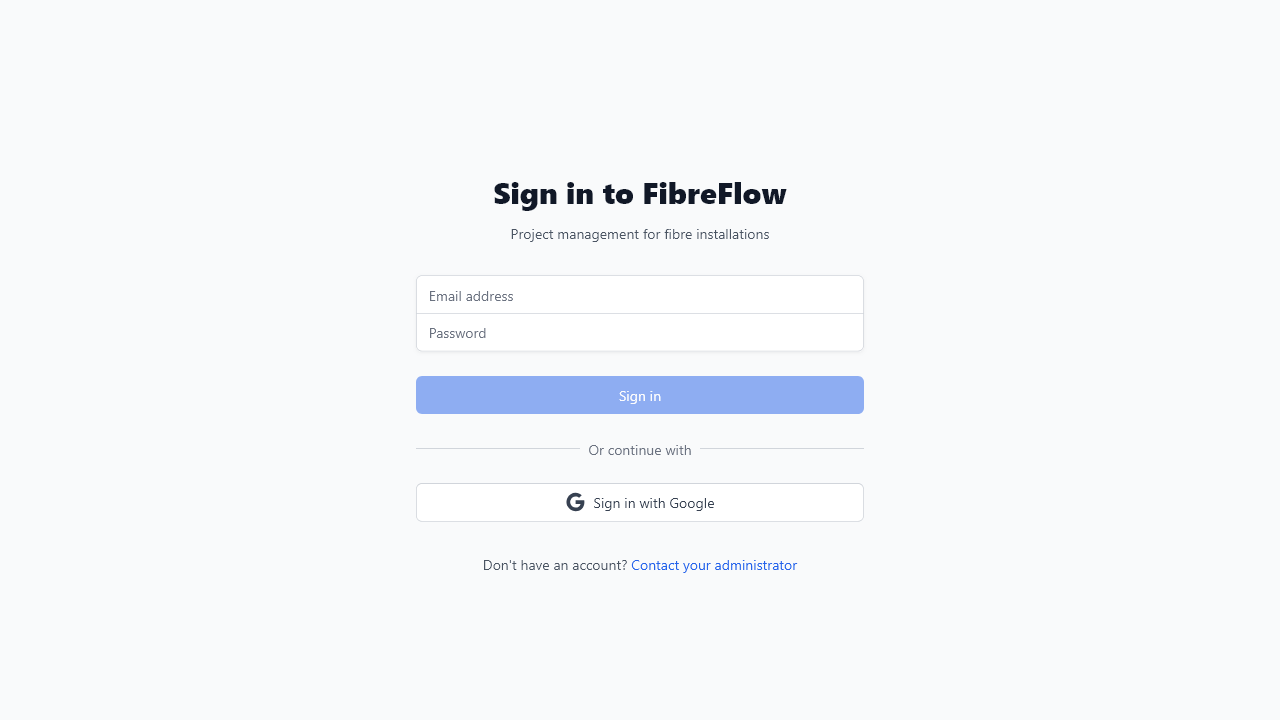 Sign in to FibreFlow
Project management for fibre installations
Email address
Password
Sign in
Or continue with
Sign in with Google
Don't have an account? Contact your administrator